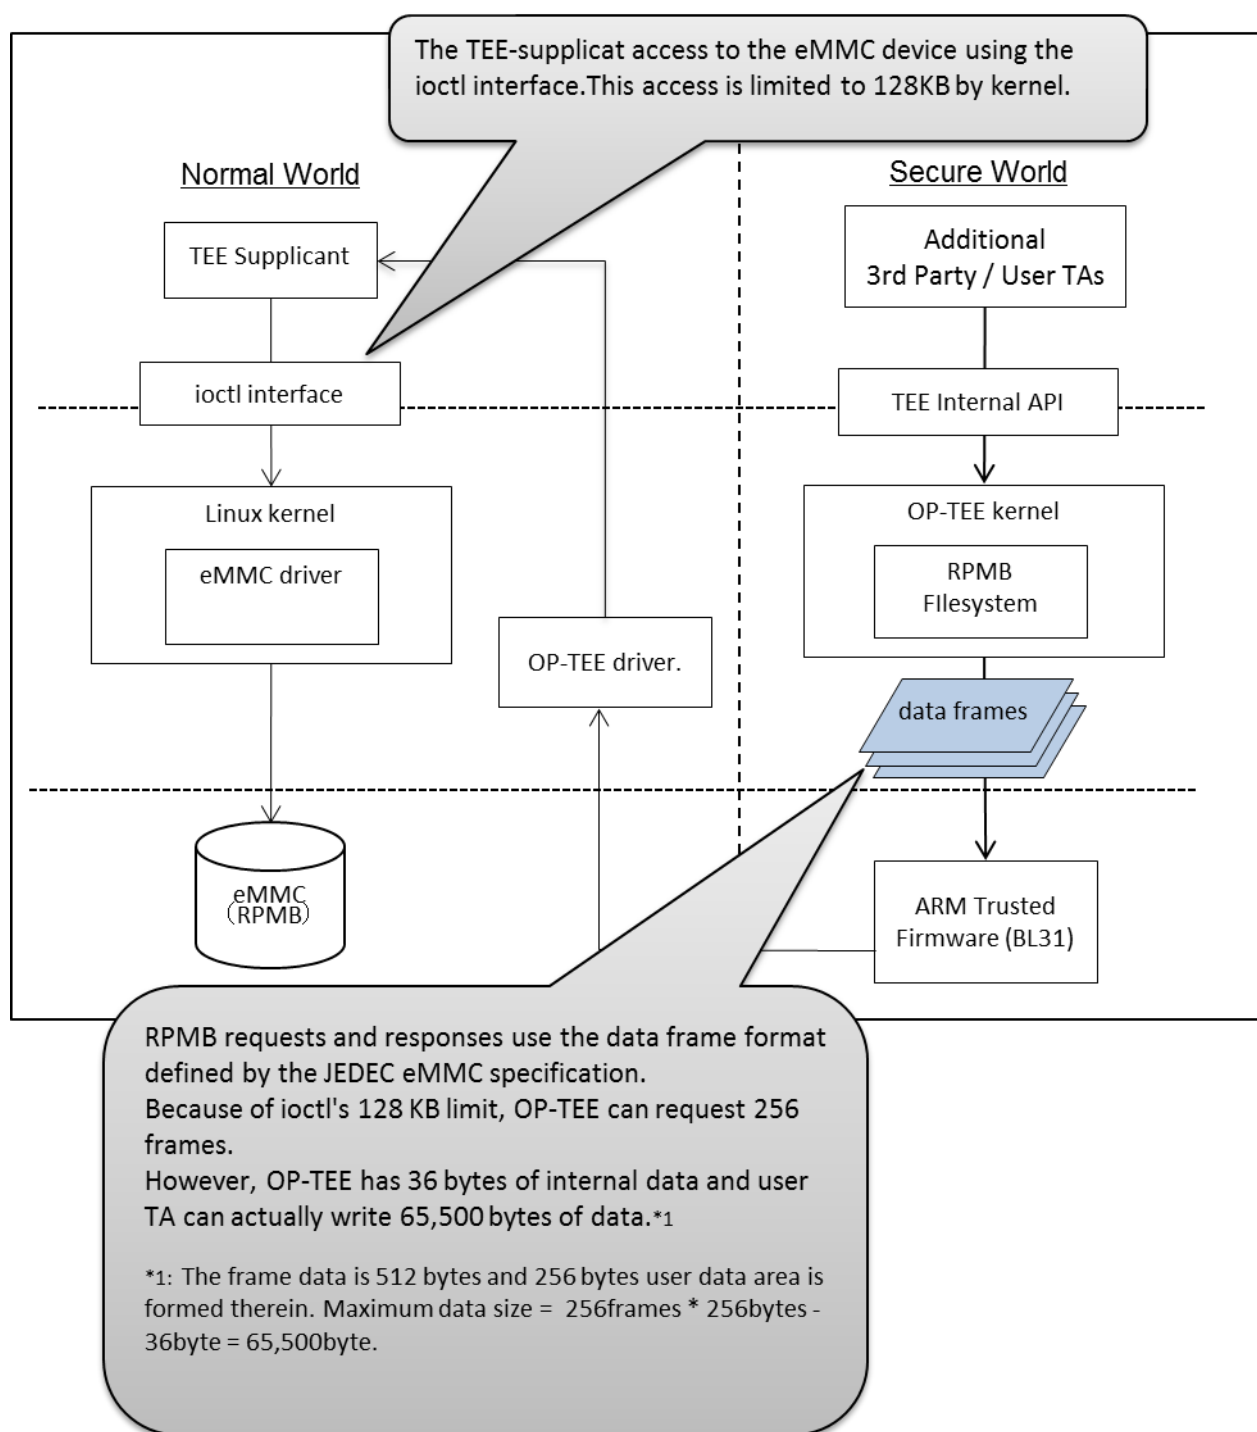 The TEE-supplicat access to the eMMC device using the
ioctl interface.This access is limited to 128KB by kernel.
Normal World
Secure World
TEE Supplicant
Additional
3rd Party / User TAs
ioctl interface
TEE Internal API
Linux kernel
eMMC driver
OP-TEE kernel
RPMB
FIlesystem
OP-TEE driver.
data frames
eMMC
(RPMB)
ARM Trusted
Firmware (BL31)
RPMB requests and responses use the data frame format
defined by the JEDEC eMMC specification.
Because of ioctl's 128 KB limit, OP-TEE can request 256
frames.
However, OP-TEE has 36 bytes of internal data and user
TA can actually write 65,500 bytes of data.*1
*1: The frame data is 512 bytes and 256 bytes user data area is
formed therein. Maximum data size = 256frames * 256bytes -
36byte = 65,500byte.